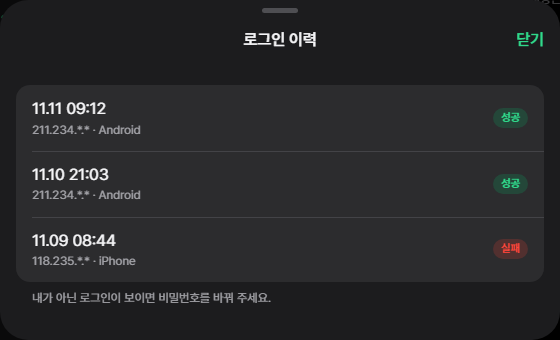 로그인 이력
닫기
11.11 09:12
성공
211.234.*.* · Android
11.10 21:03
성공
211.234.*.* · Android
11.09 08:44
실패
118.235.*.* · iPhone
내가 아닌 로그인이 보이면 비밀번호를 바꿔 주세요.